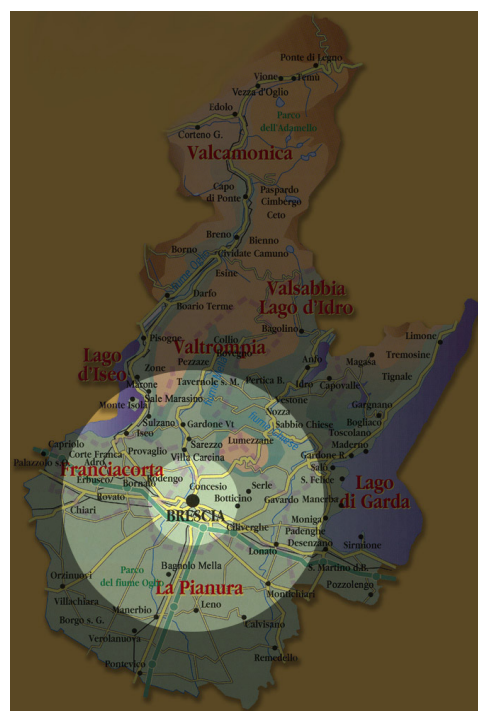 Ponte di Legno
Vione
Temù
Vezza d'Oglio
Edolo
Parco
dell'Adamello
Corteno G.
Valcamonica
Capo
di Ponte
Paspardo
Cimbergo
Ceto
Breno
Bienno
Borno
Cividate Camuno
fiume Oglio
Esine
Valsabbia
Lago d'Idro
Darfo
Boario Terme
Bagolino
Limone
Pisogne
Collio
Bovegno
Valtrompia
Lago
d'Iseo
Pezzaze
Anfo
Magasa
Tremosine
Zone
Tavernole s. M.
Pertica B.
Idro
Capovalle
Tignale
Marone
Sale Marasino
Monte Isola
Vestone
Nozza
Gargnano
Sulzano
Gardone Vt
Sabbio Chiese
Bogliaco
Toscolano
Iseo
Sarezzo
Lumezzane
Maderno
Capriolo
Provaglio
Villa Carcina
Gardone R.
Corte Franca
Palazzolo s.O.
Adro
Salò
Franciacorta
Erbusco
Bornato
Rodengo
Concesio
Serle
S. Felice
Lago
di Garda
Rovato
Botticino
Gavardo
Manerba
Chiari
BRESCIA
Moniga
Ciliverghe
Padenghe
Lonato
Desenzano
Sirmione
Parco
del fiume Oglio
Bagnolo Mella
S. Martino d.B.
Orzinuovi
La Pianura
Pozzolengo
Villachiara
Montichiari
Manerbio
Leno
Borgo s. G.
Calvisano
Verolanuova
Remedello
Pontevico